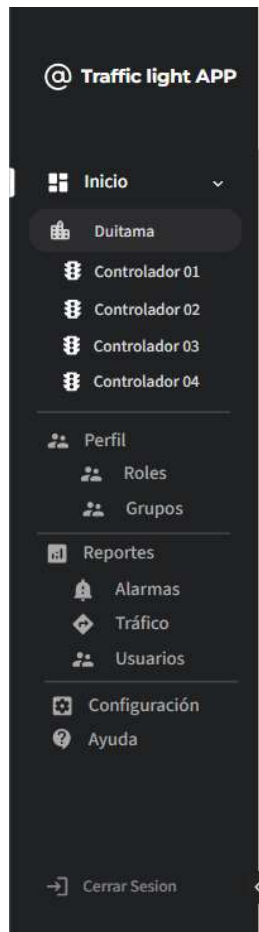 @ Traffic light APP
Inicio
Duitama
Controlador 01
Controlador 02
Controlador 03
Controlador 04
Perfil
Roles
Grupos
Reportes
Alarmas
Tráfico
Usuarios
Configuración
Ayuda
Cerrar Sesion